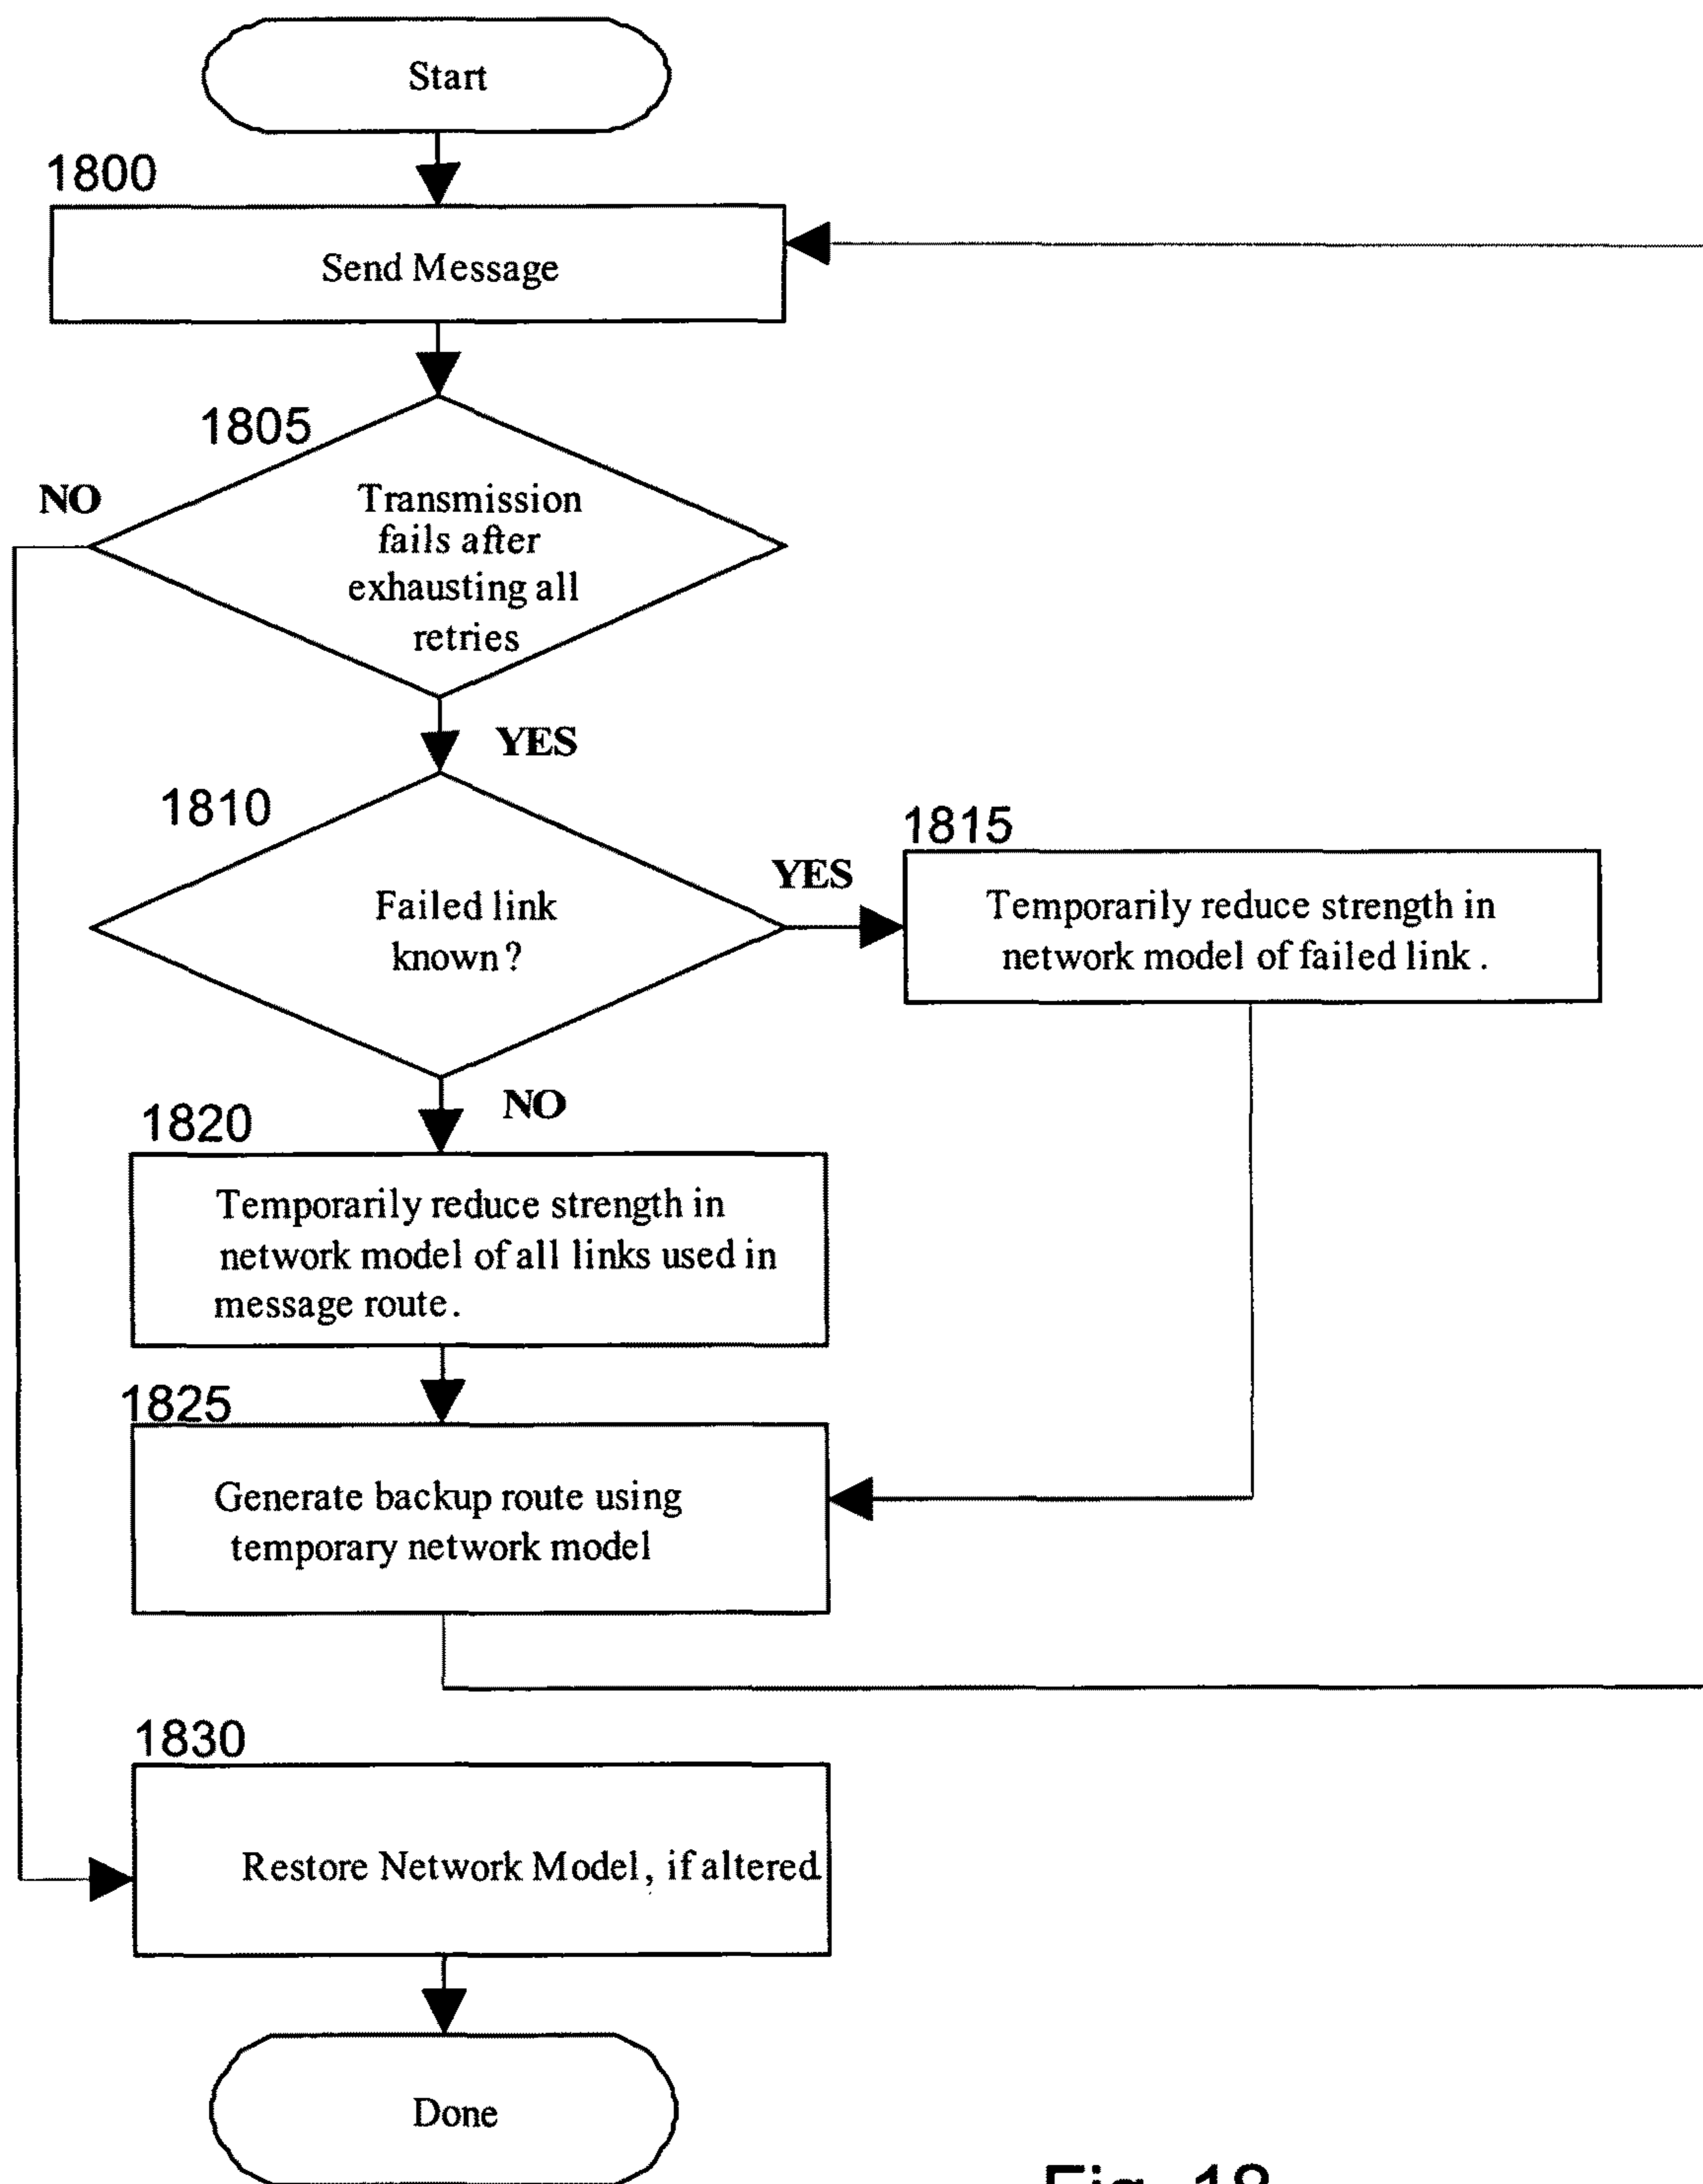 Start
1800
Send Message
1805
NO
Transmission
fails after
exhausting all
retries
YES
1810
Failed link
known?
YES
1815
Temporarily reduce strength in
network model of failed link.
NO
1820
Temporarily reduce strength in
network model of all links used in
message route.
1825
Generate backup route using
temporary network model
1830
Restore Network Model, if altered
Done
Fig. 18